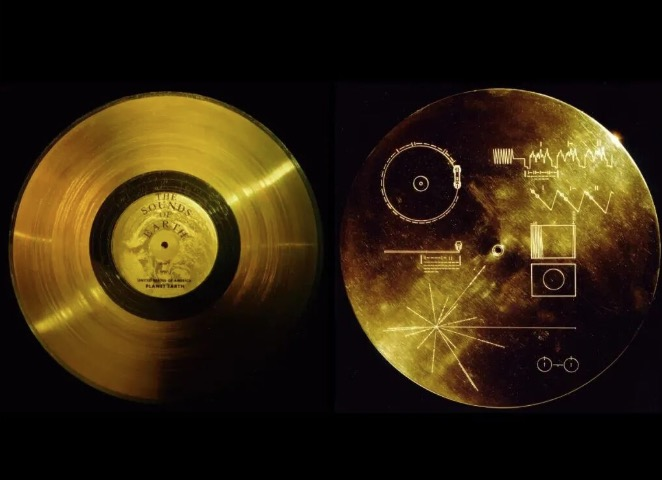 THE
SOUNDS
OF
EARTH
UNITED STATES OF AMERICA
PLANET EARTH